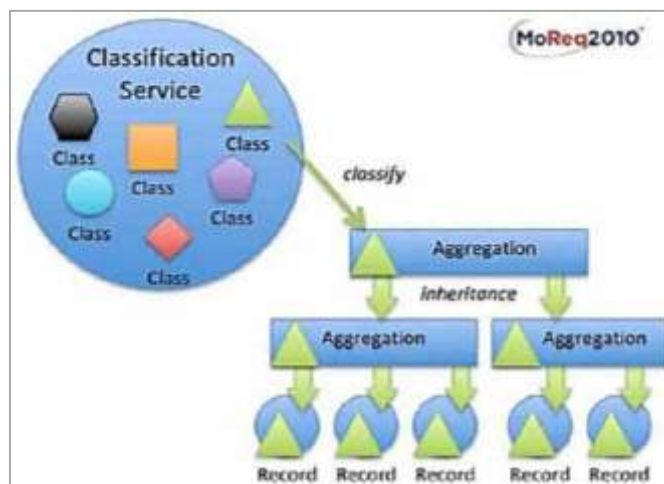 MoReq2010
Classification
Service
Class
Class
Class
Class
Class
Class
classify
Aggregation
inheritance
Aggregation
Aggregation
Record
Record
Record
Record
Record